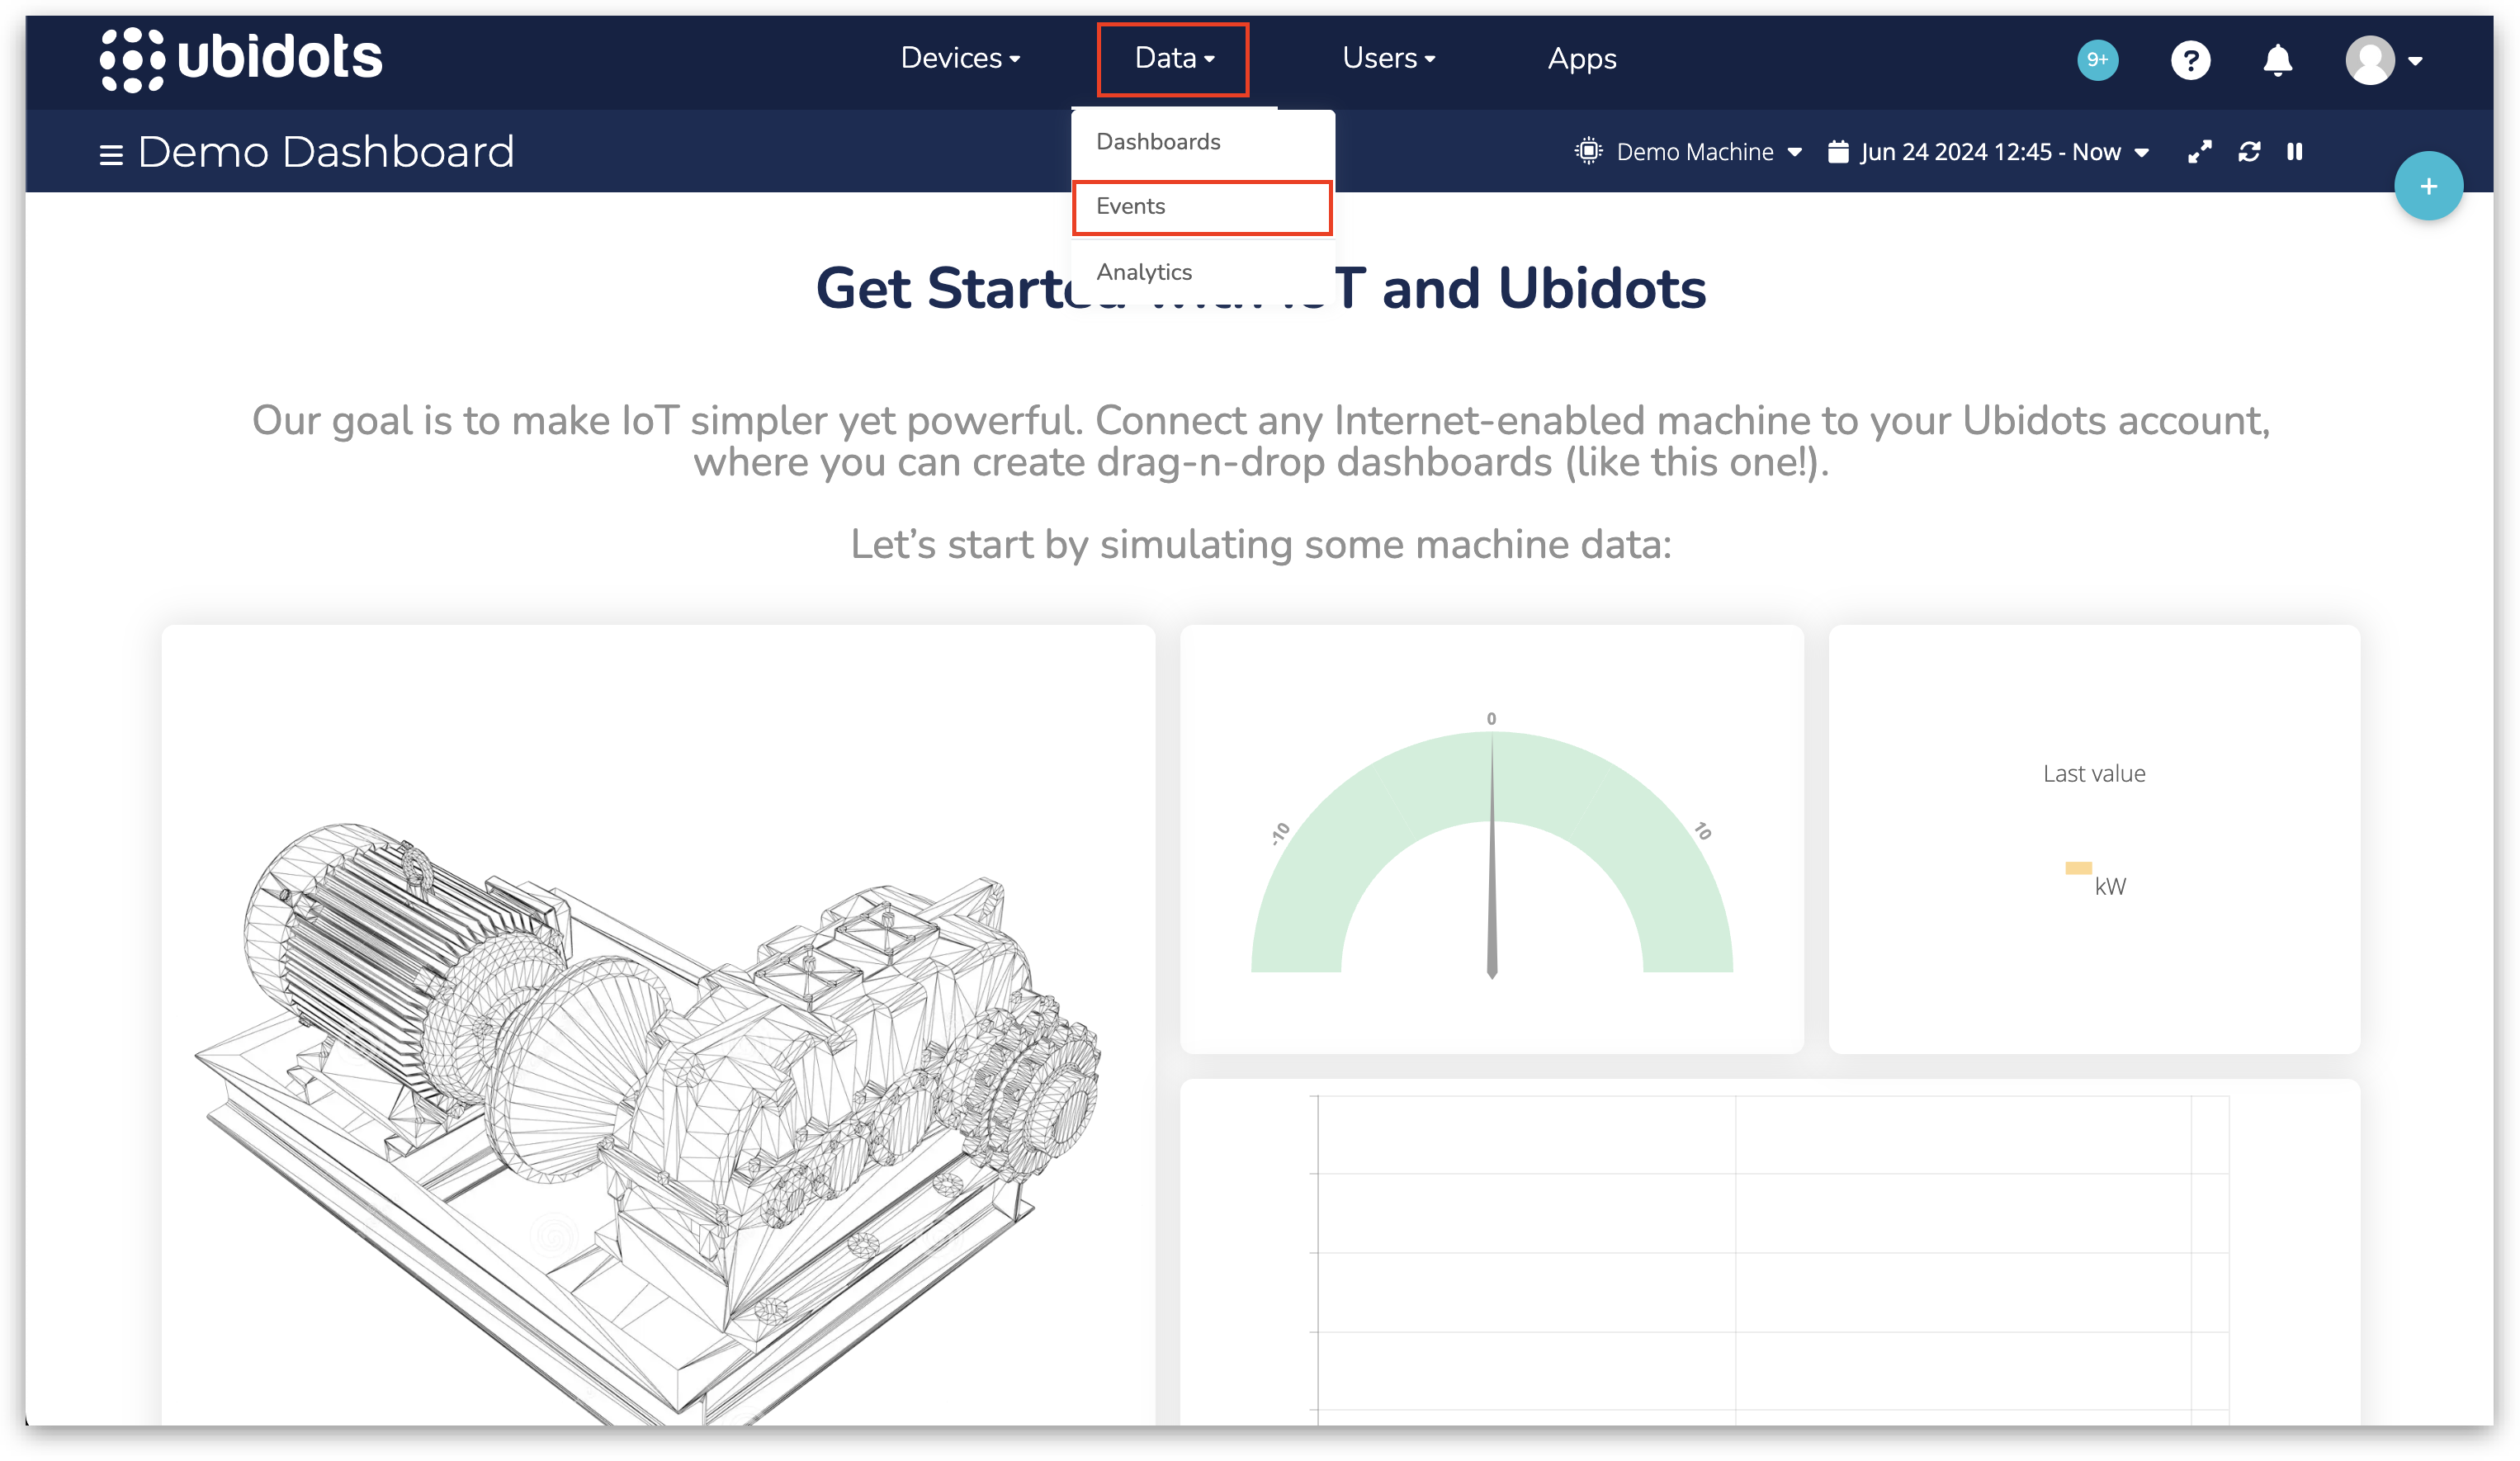 ubidots
Devices
Data
Users
Apps
9+
?
Demo Dashboard
Demo Machine
Jun 24 2024 12:45 - Now
+
Dashboards
Events
Analytics
Get Started with IoT and Ubidots
Our goal is to make IoT simpler yet powerful. Connect any Internet-enabled machine to your Ubidots account,
where you can create drag-n-drop dashboards (like this one!).
Let’s start by simulating some machine data:
-10
0
10
Last value
kW